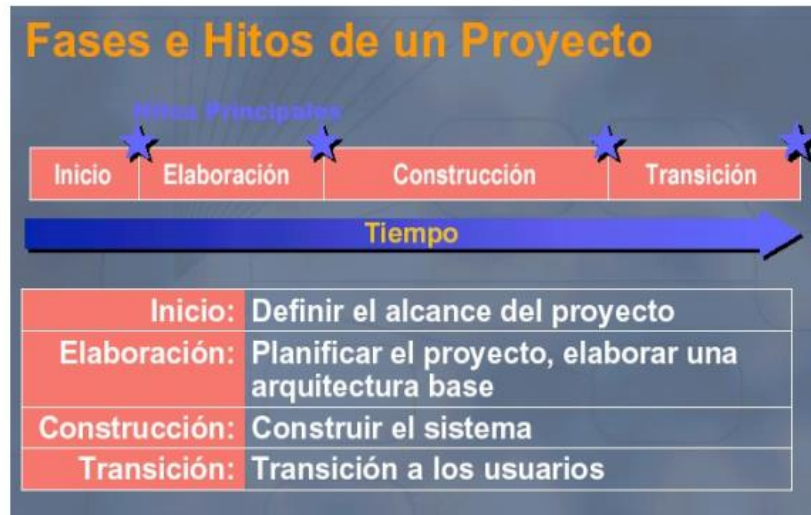 Fases e Hitos de un Proyecto
Hitos Principales
Inicio Elaboración Construcción Transición
Tiempo
Inicio: Definir el alcance del proyecto
Elaboración: Planificar el proyecto, elaborar una
arquitectura base
Construcción: Construir el sistema
Transición: Transición a los usuarios